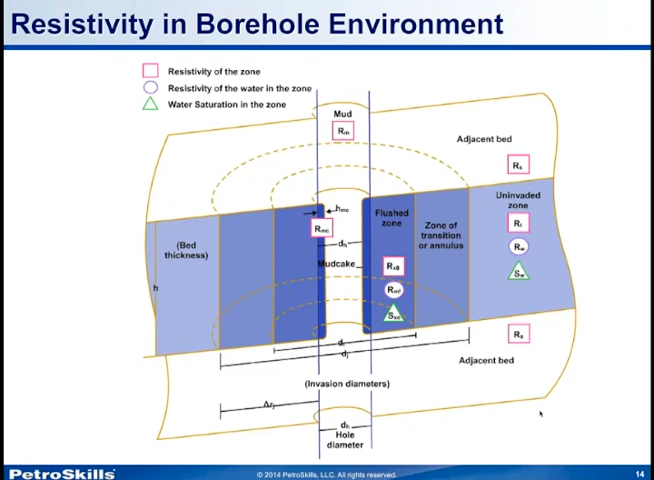 Resistivity in Borehole Environment
Resistivity of the zone
Resistivity of the water in the zone
Water Saturation in the zone
Mud
Rm
Adjacent bed
Rs
Uninvaded
zone
Rt
Rw
Sw
hmc
Rmc
dh
Mudcake
Flushed
zone
Rx0
Rmf
Sxo
Zone of
transition
or annulus
(Bed
thickness)
h
di
dj
Rs
Adjacent bed
(Invasion diameters)
Δrj
dh
Hole
diameter
PetroSkills
© 2014 PetroSkills, LLC. All rights reserved.
14